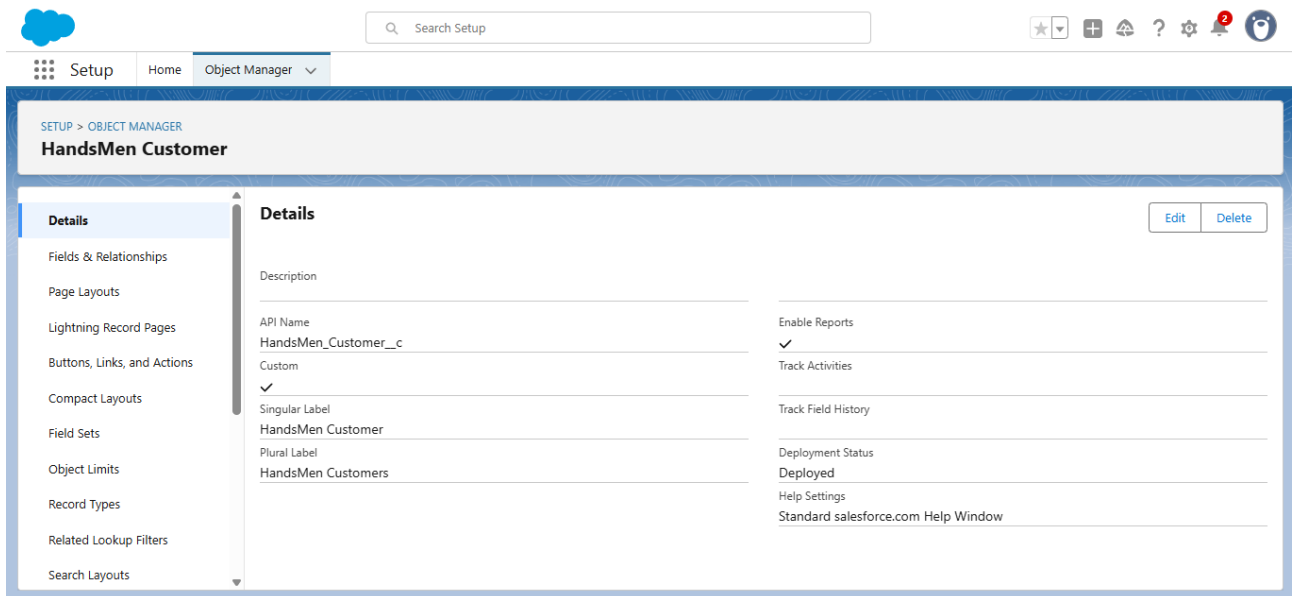 Search Setup
2
Setup
Home
Object Manager
SETUP > OBJECT MANAGER
HandsMen Customer
Details
Fields & Relationships
Page Layouts
Lightning Record Pages
Buttons, Links, and Actions
Compact Layouts
Field Sets
Object Limits
Record Types
Related Lookup Filters
Search Layouts
Details
Edit
Delete
Description
API Name
HandsMen_Customer__c
Custom
Singular Label
HandsMen Customer
Plural Label
HandsMen Customers
Enable Reports
Track Activities
Track Field History
Deployment Status
Deployed
Help Settings
Standard salesforce.com Help Window